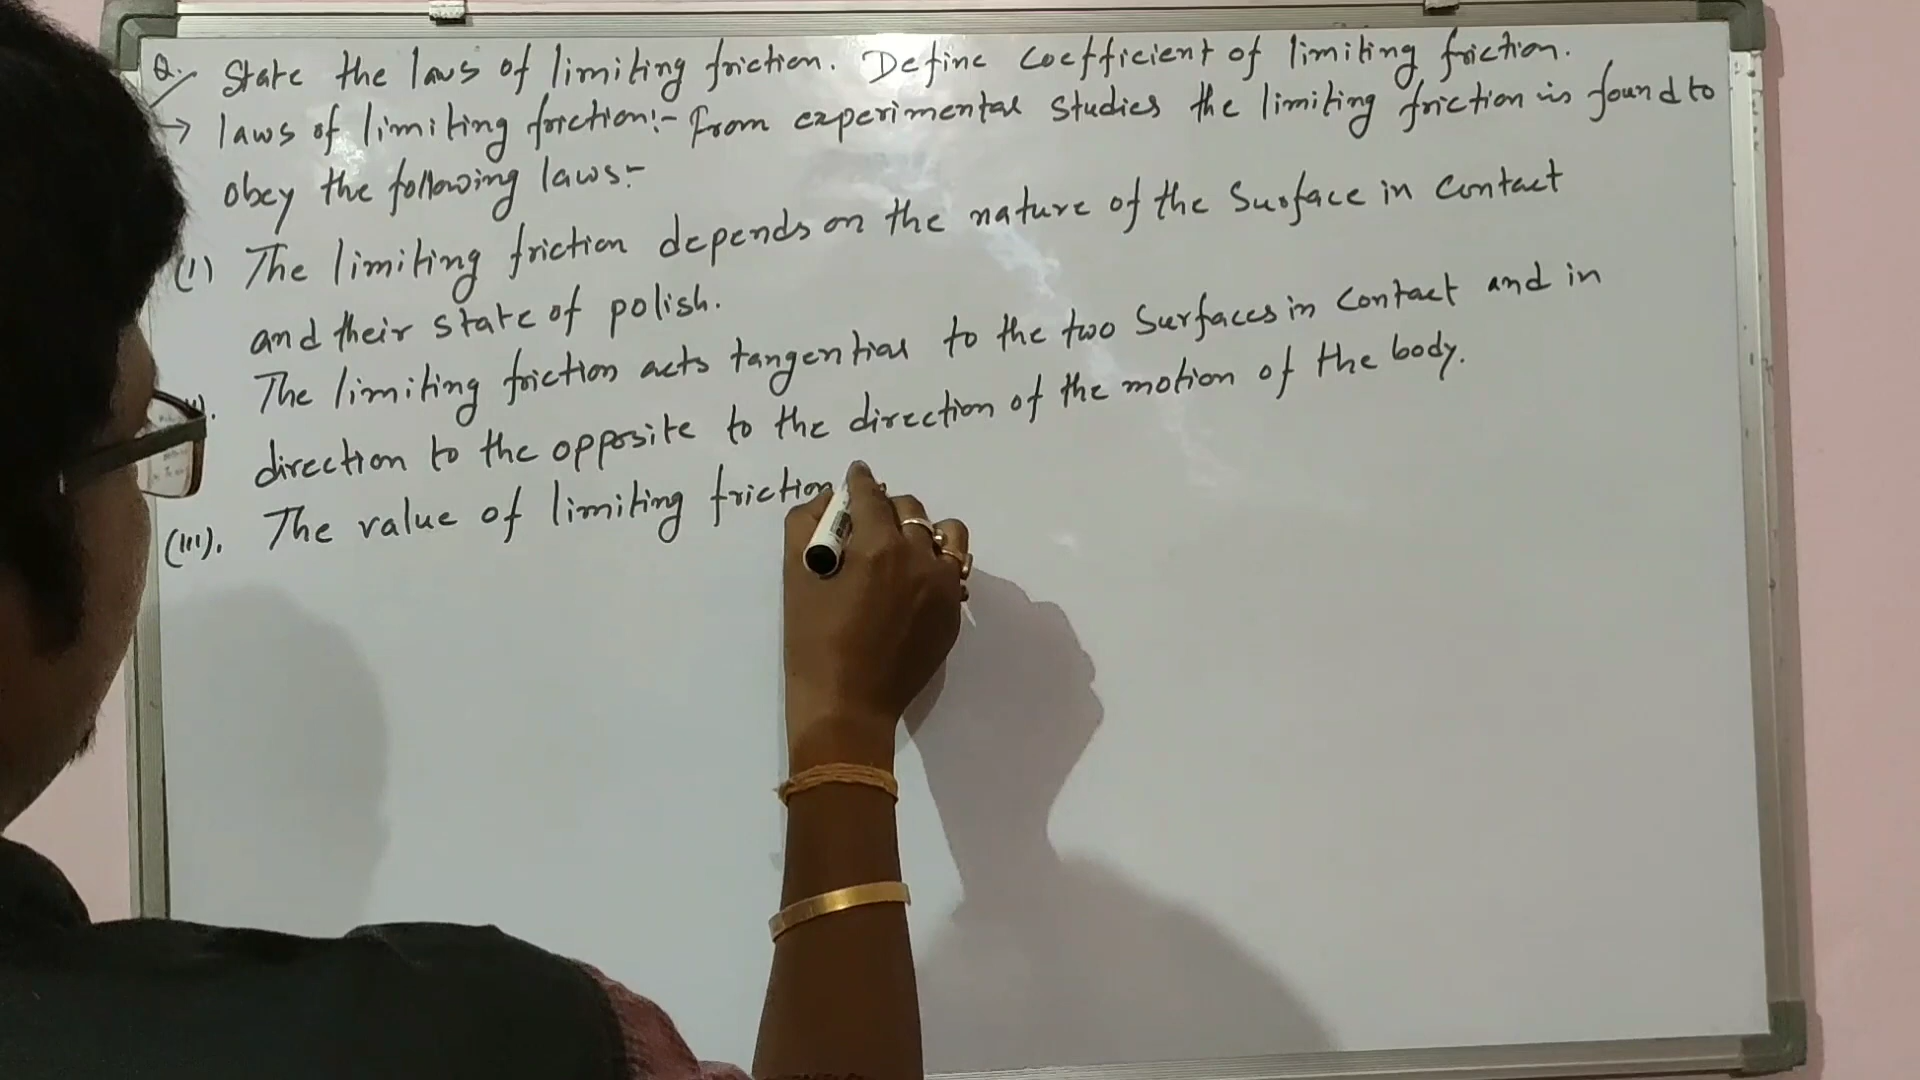 Q. State the laws of limiting friction. Define Coefficient of limiting friction.
→ laws of limiting friction:- From experimental studies the limiting friction is found to
obey the following laws:-
(I) The limiting friction depends on the nature of the Surface in Contact
and their state of polish.
The limiting friction acts tangential to the two Surfaces in Contact and in
direction to the opposite to the direction of the motion of the body.
(III). The value of limiting friction